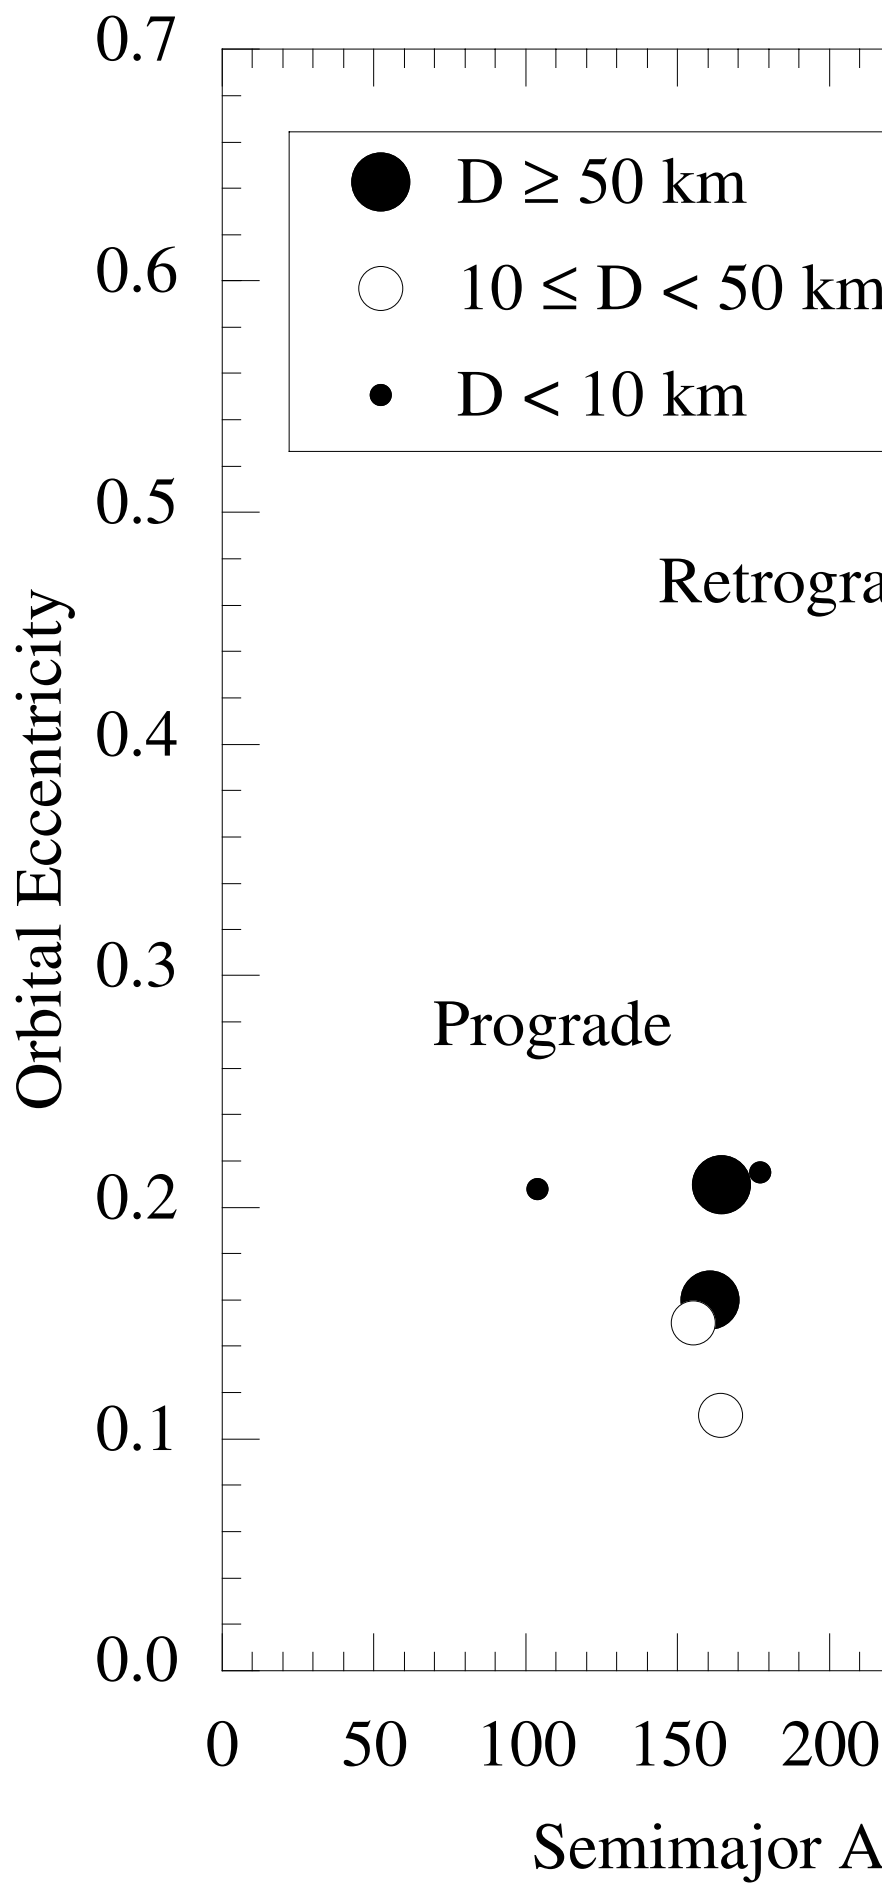 0.7
D ≥ 50 km
0.6
10 ≤ D < 50 km
D < 10 km
0.5
Retrogra
Orbital Eccentricity
0.4
0.3
Prograde
0.2
0.1
0.0
0 50 100 150 200
Semimajor A